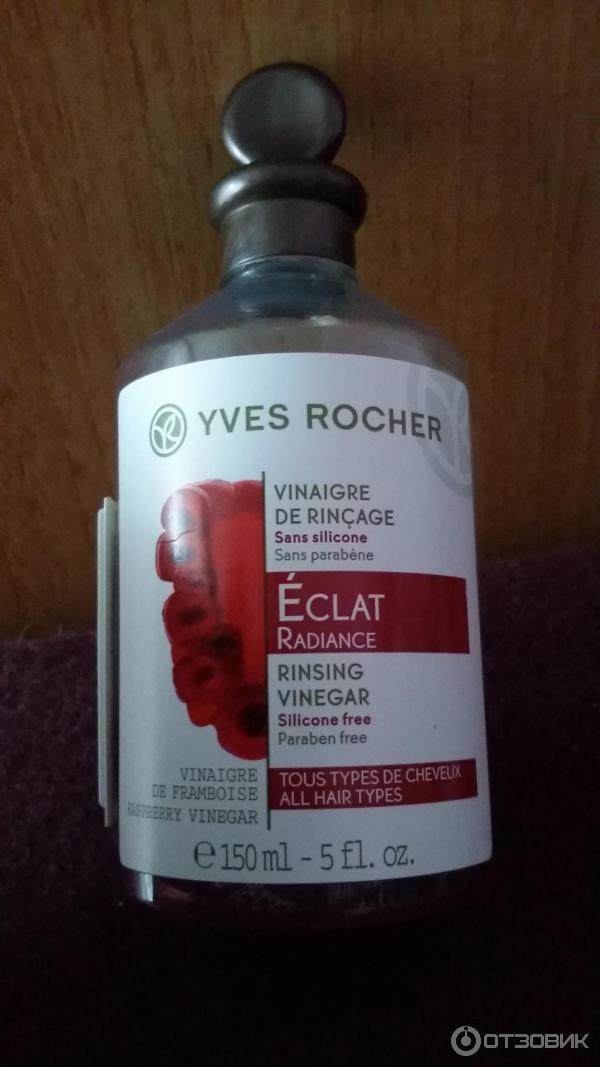 YVES ROCHER
VINAIGRE
DE RINÇAGE
Sans silicone
Sans parabène
ÉCLAT
RADIANCE
RINSING
VINEGAR
Silicone free
Paraben free
VINAIGRE
DE FRAMBOISE
RASPBERRY VINEGAR
TOUS TYPES DE CHEVEUX
ALL HAIR TYPES
℮ 150 ml - 5 fl. oz.
ОТЗОВИК